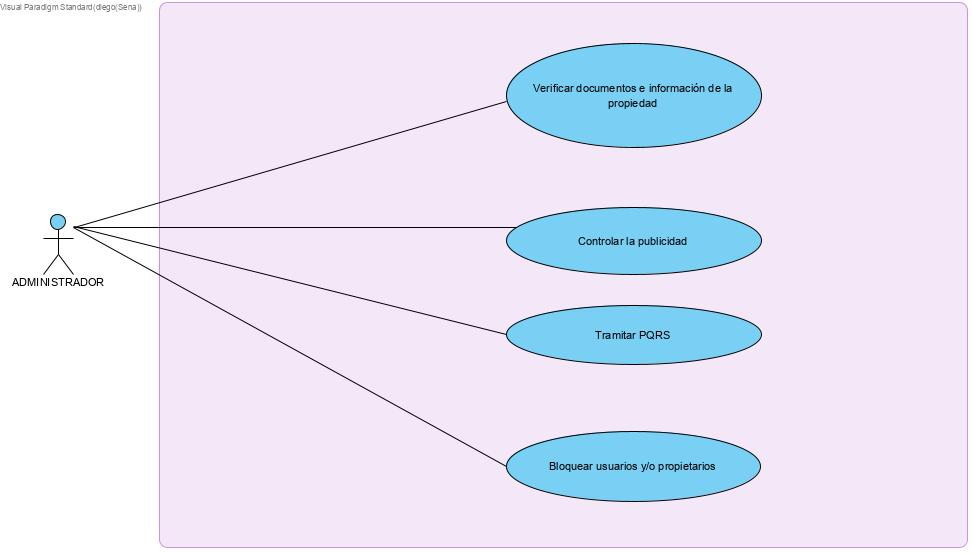 Visual Paradigm Standard(diego(Sena))
Verificar documentos e información de la
propiedad
Controlar la publicidad
ADMINISTRADOR
Tramitar PQRS
Bloquear usuarios y/o propietarios